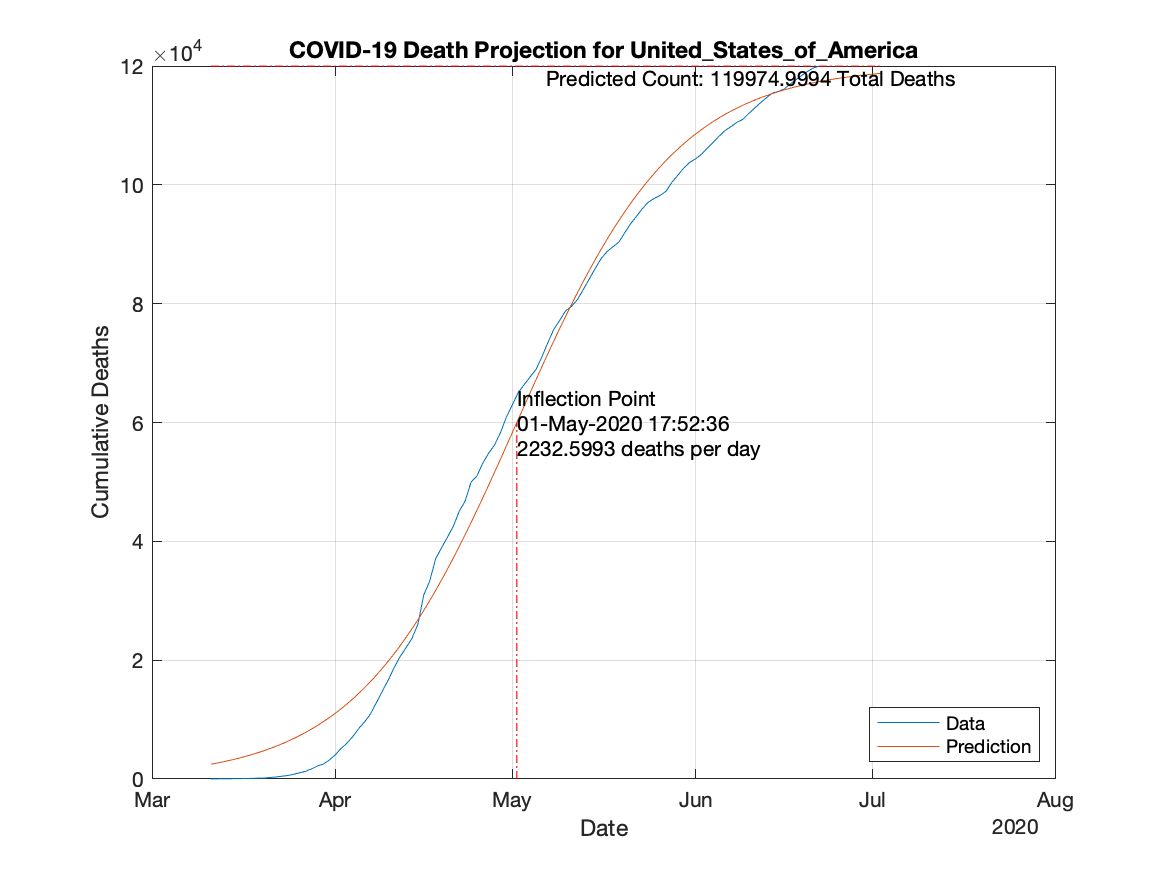 COVID-19 Death Projection for United_States_of_America
×10⁴
12
Predicted Count: 119974.9994 Total Deaths
10
8
Inflection Point
01-May-2020 17:52:36
2232.5993 deaths per day
6
4
2
0
Cumulative Deaths
Data
Prediction
Mar Apr May Jun Jul Aug
Date
2020